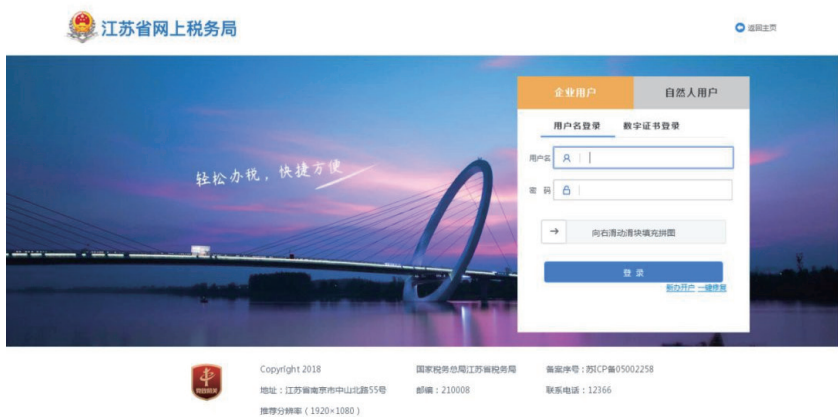 江苏省网上税务局
返回主页
企业用户 自然人用户
用户名登录 数字证书登录
用户名
轻松办税，快捷方便
密 码
向右滑动滑块填充拼图
登 录
新办开户 一键修复
Copyright 2018 国家税务总局江苏省税务局 备案序号：苏ICP备05002258
地址：江苏省南京市中山北路55号 邮编：210008 联系电话：12366
推荐分辨率（1920×1080）